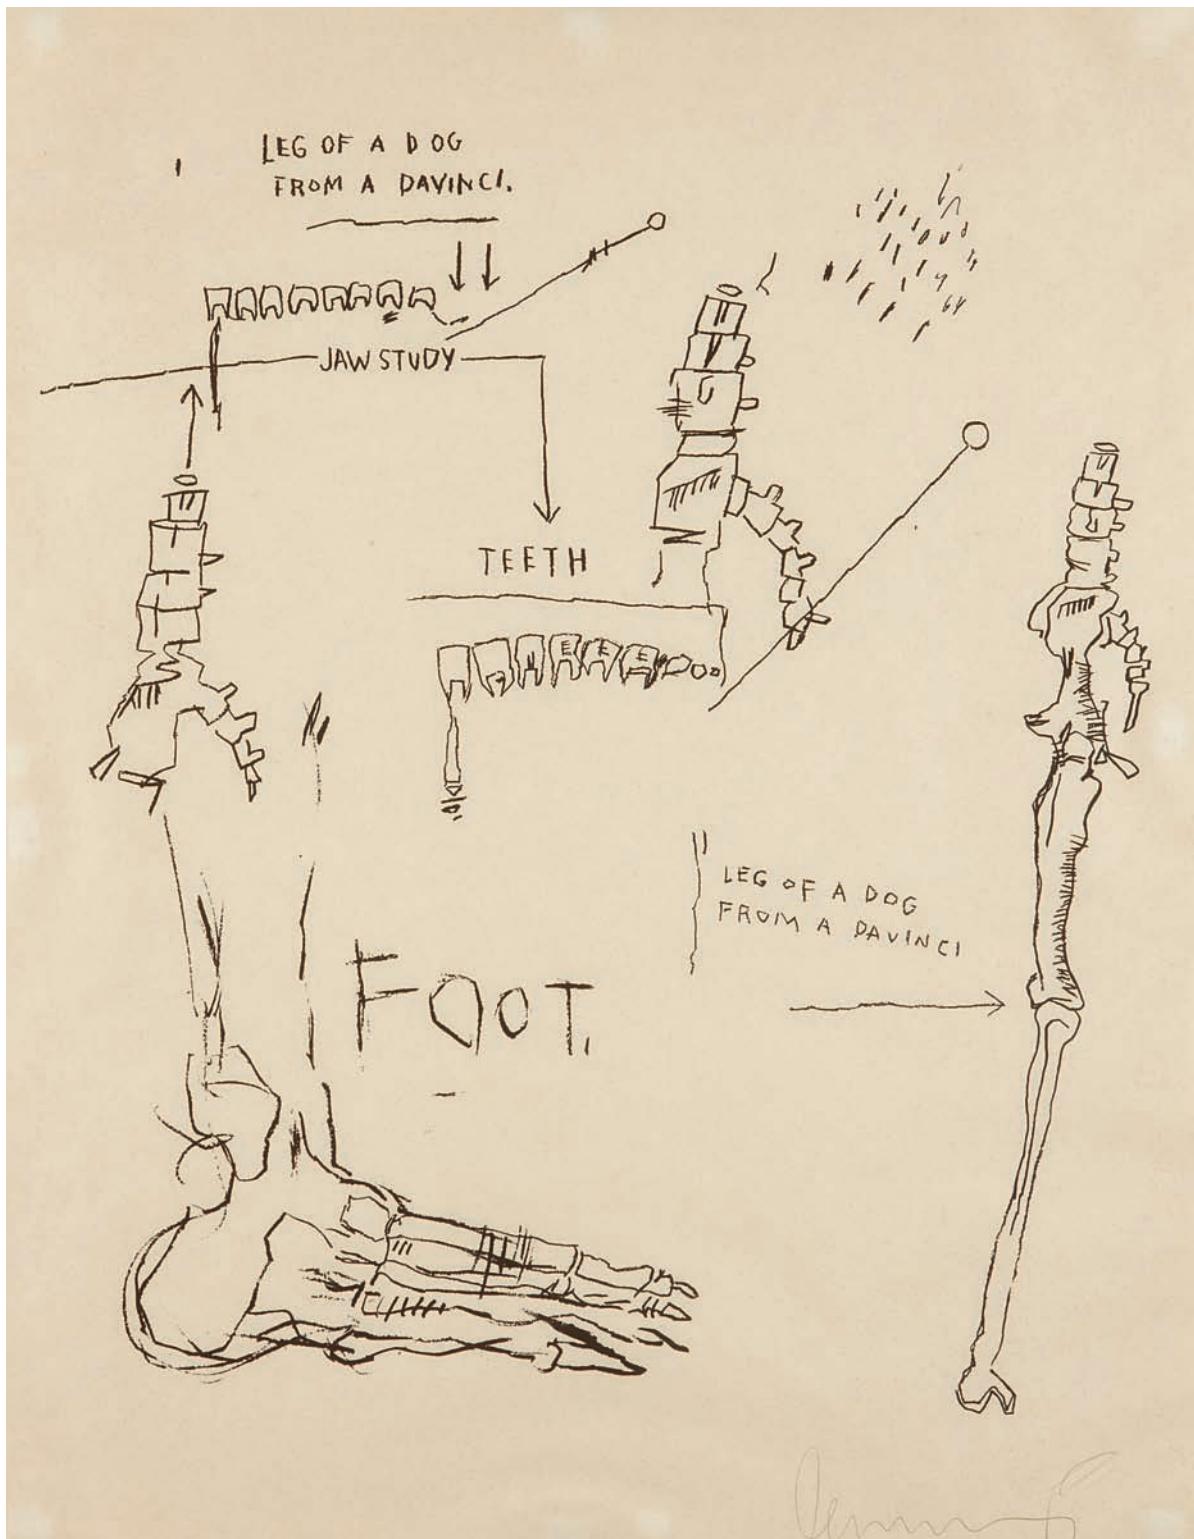 LEG OF A DOG
FROM A DAVINCI.
JAW STUDY
TEETH
LEG OF A DOG
FROM A DAVINCI
FOOT.